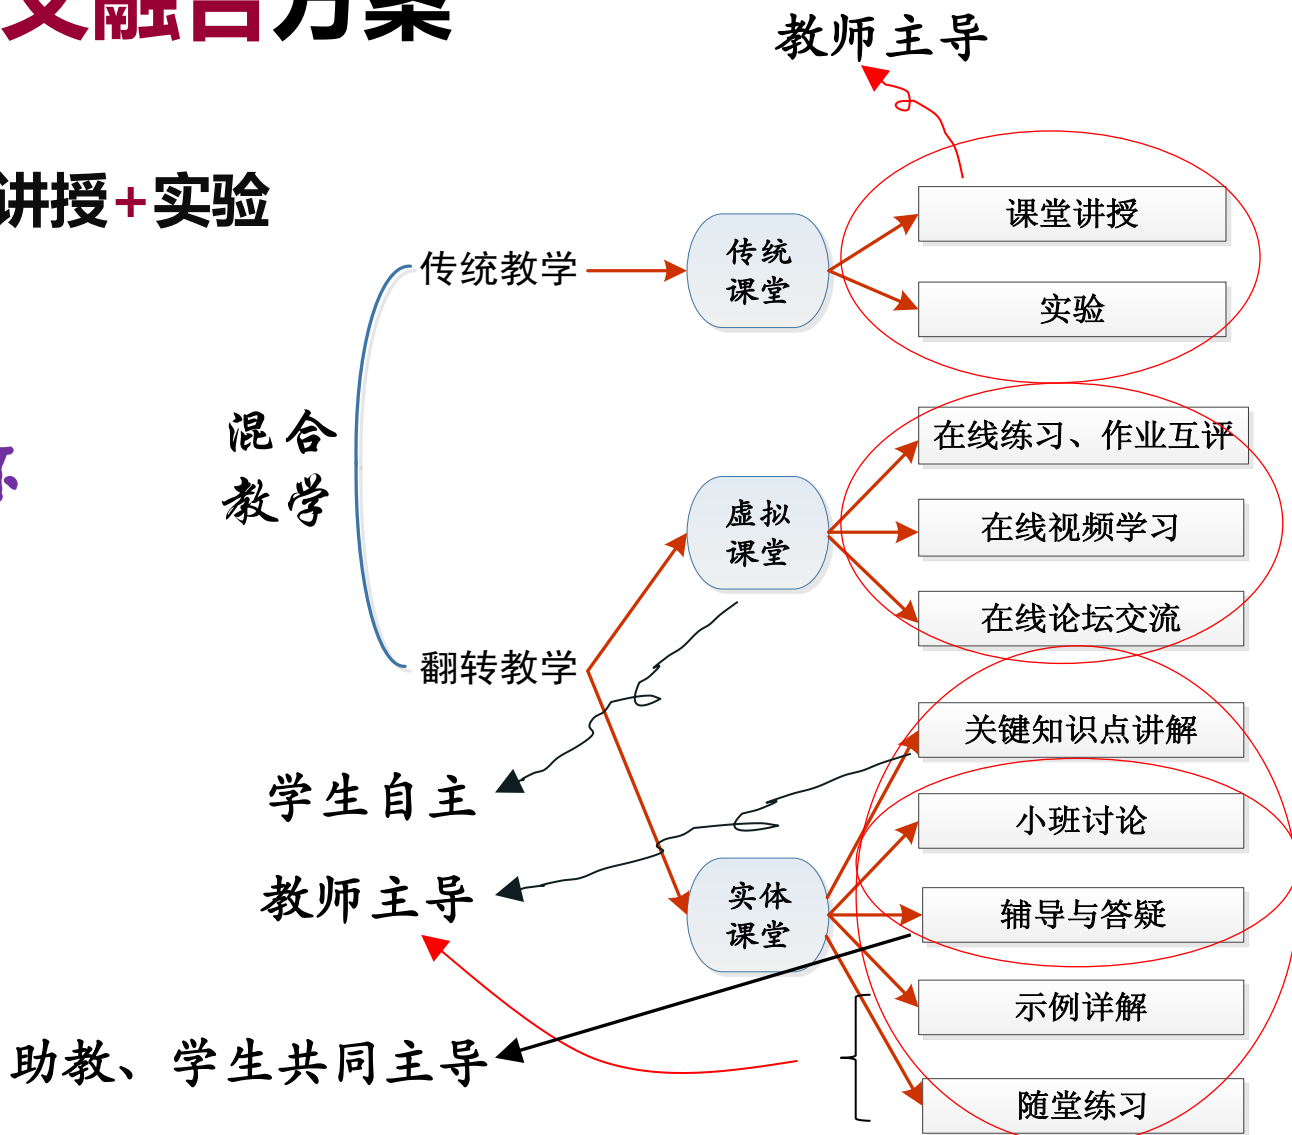 交融合方案
教师主导
讲授+实验
课堂讲授
传统教学
传统
课堂
实验
混合
教学
在线练习、作业互评
虚拟
课堂
在线视频学习
在线论坛交流
翻转教学
关键知识点讲解
学生自主
小班讨论
教师主导
实体
课堂
辅导与答疑
示例详解
助教、学生共同主导
随堂练习